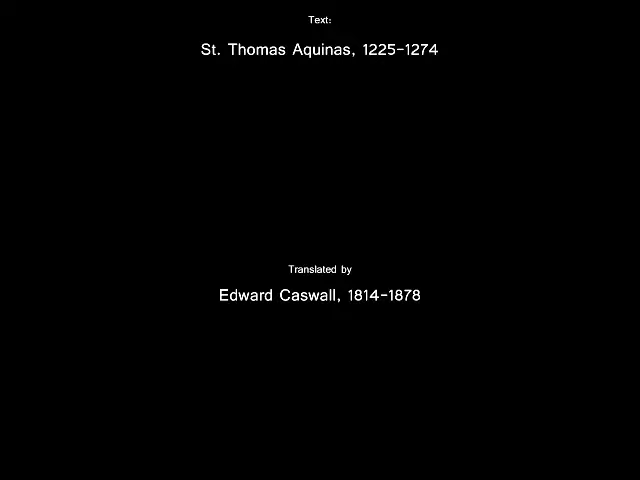 Text:
St. Thomas Aquinas, 1225-1274
Translated by
Edward Caswall, 1814-1878